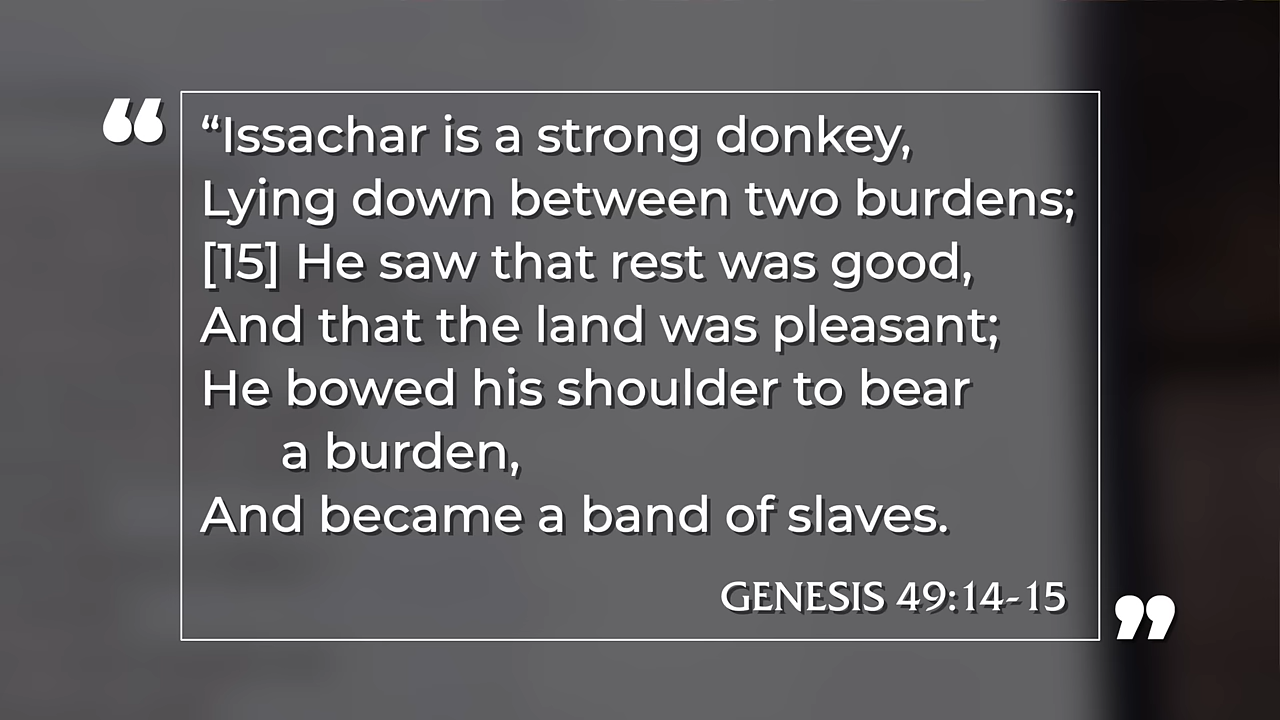 “
“Issachar is a strong donkey,
Lying down between two burdens;
[15] He saw that rest was good,
And that the land was pleasant;
He bowed his shoulder to bear
a burden,
And became a band of slaves.
GENESIS 49:14-15
”